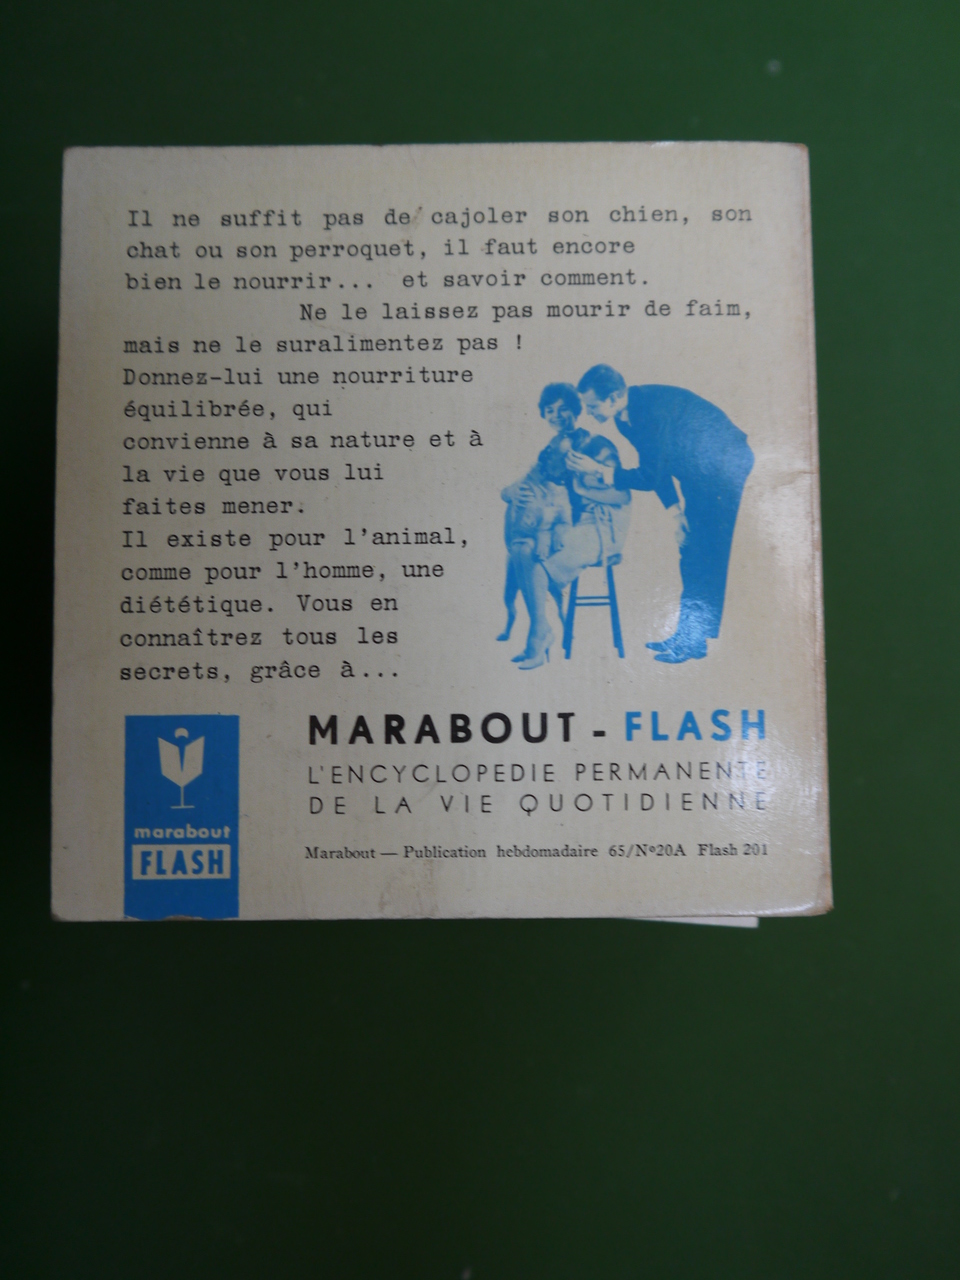 Il ne suffit pas de cajoler son chien, son
chat ou son perroquet, il faut encore
bien le nourrir... et savoir comment.
Ne le laissez pas mourir de faim,
mais ne le suralimentez pas !
Donnez-lui une nourriture
équilibrée, qui
convienne à sa nature et à
la vie que vous lui
faites mener.
Il existe pour l'animal,
comme pour l'homme, une
diététique. Vous en
connaîtrez tous les
secrets, grâce à...
MARABOUT - FLASH
L'ENCYCLOPEDIE PERMANENTE
DE LA VIE QUOTIDIENNE
marabout
FLASH
Marabout — Publication hebdomadaire 65/Nº20A Flash 201